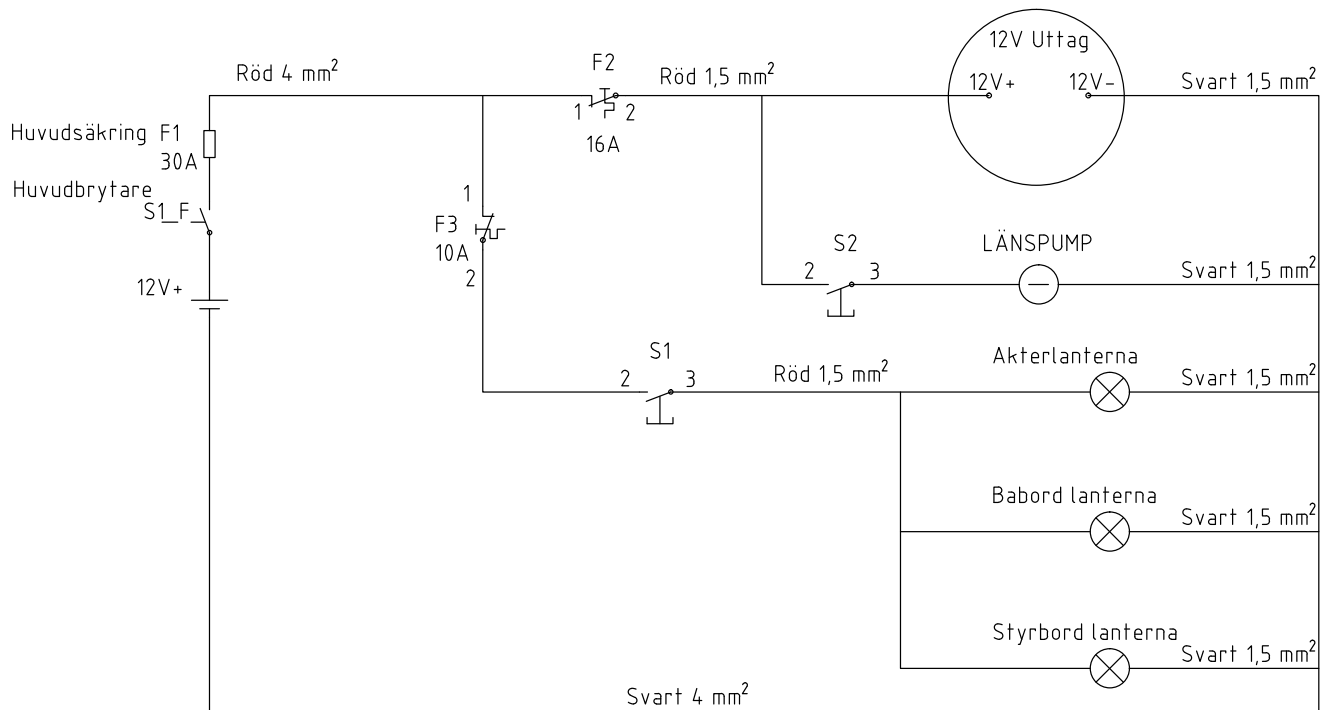 12V Uttag
Röd 4 mm²
F2
Röd 1,5 mm²
12V+
12V-
Svart 1,5 mm²
1
2
16A
Huvudsäkring F1
30A
Huvudbrytare
S1_F
1
F3
10A
2
12V+
S2
2
3
LÄNSPUMP
Svart 1,5 mm²
S1
2
3
Röd 1,5 mm²
Akterlanterna
Svart 1,5 mm²
Babord lanterna
Svart 1,5 mm²
Styrbord lanterna
Svart 1,5 mm²
Svart 4 mm²